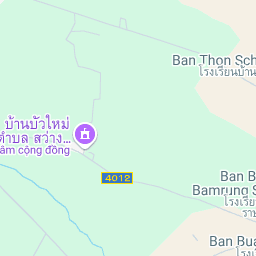 Ban Thon Sch
โรงเรียนบ้าน
บ้านบัวใหม่
ตำบล สว่าง...
âm cộng đồng
4012
Ban B
Bamrung S
โรงเรีย
ราษ
Ban Bua